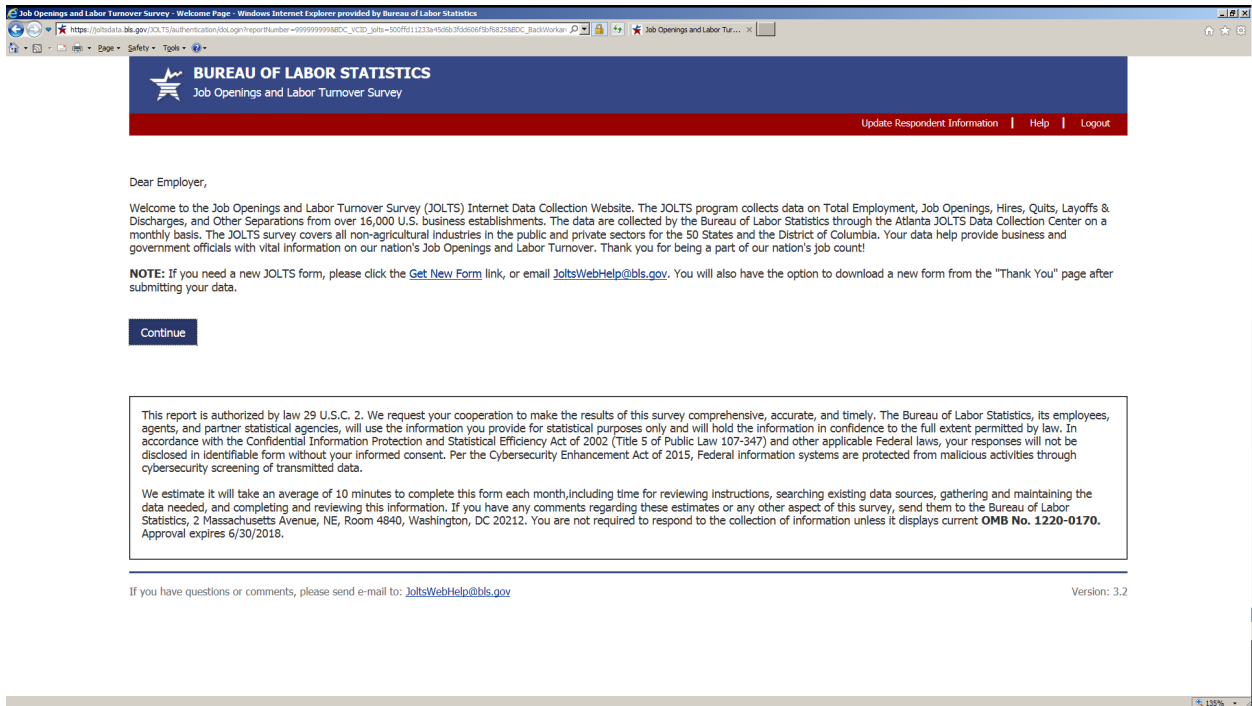 Job Openings and Labor Turnover Survey - Welcome Page - Windows Internet Explorer provided by Bureau of Labor Statistics
Job Openings and Labor Tur...
Page Safety Tools
BUREAU OF LABOR STATISTICS
Job Openings and Labor Turnover Survey
Update Respondent Information | Help | Logout
Dear Employer,
Welcome to the Job Openings and Labor Turnover Survey (JOLTS) Internet Data Collection Website. The JOLTS program collects data on Total Employment, Job Openings, Hires, Quits, Layoffs &
Discharges, and Other Separations from over 16,000 U.S. business establishments. The data are collected by the Bureau of Labor Statistics through the Atlanta JOLTS Data Collection Center on a
monthly basis. The JOLTS survey covers all non-agricultural industries in the public and private sectors for the 50 States and the District of Columbia. Your data help provide business and
government officials with vital information on our nation's Job Openings and Labor Turnover. Thank you for being a part of our nation's job count!
NOTE: If you need a new JOLTS form, please click the Get New Form link, or email JoltsWebHelp@bls.gov. You will also have the option to download a new form from the "Thank You" page after
submitting your data.
Continue
This report is authorized by law 29 U.S.C. 2. We request your cooperation to make the results of this survey comprehensive, accurate, and timely. The Bureau of Labor Statistics, its employees,
agents, and partner statistical agencies, will use the information you provide for statistical purposes only and will hold the information in confidence to the full extent permitted by law. In
accordance with the Confidential Information Protection and Statistical Efficiency Act of 2002 (Title 5 of Public Law 107-347) and other applicable Federal laws, your responses will not be
disclosed in identifiable form without your informed consent. Per the Cybersecurity Enhancement Act of 2015, Federal information systems are protected from malicious activities through
cybersecurity screening of transmitted data.
We estimate it will take an average of 10 minutes to complete this form each month,including time for reviewing instructions, searching existing data sources, gathering and maintaining the
data needed, and completing and reviewing this information. If you have any comments regarding these estimates or any other aspect of this survey, send them to the Bureau of Labor
Statistics, 2 Massachusetts Avenue, NE, Room 4840, Washington, DC 20212. You are not required to respond to the collection of information unless it displays current OMB No. 1220-0170.
Approval expires 6/30/2018.
If you have questions or comments, please send e-mail to: JoltsWebHelp@bls.gov Version: 3.2
135%